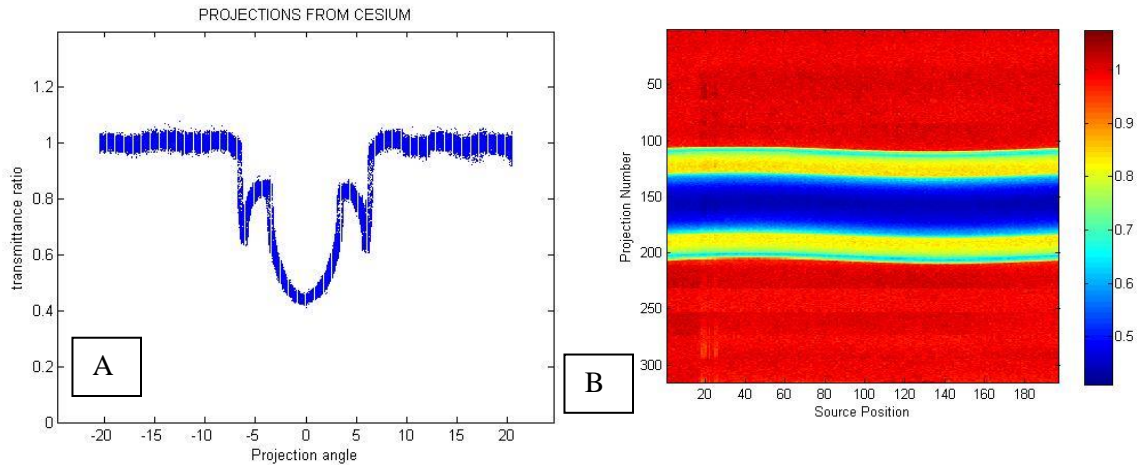 PROJECTIONS FROM CESIUM
transmittance ratio
1.2
1
0.8
0.6
0.4
0.2
0
-20 -15 -10 -5 0 5 10 15 20
Projection angle
A
Projection Number
50
100
150
200
250
300
20 40 60 80 100 120 140 160 180
Source Position
1
0.9
0.8
0.7
0.6
0.5
B